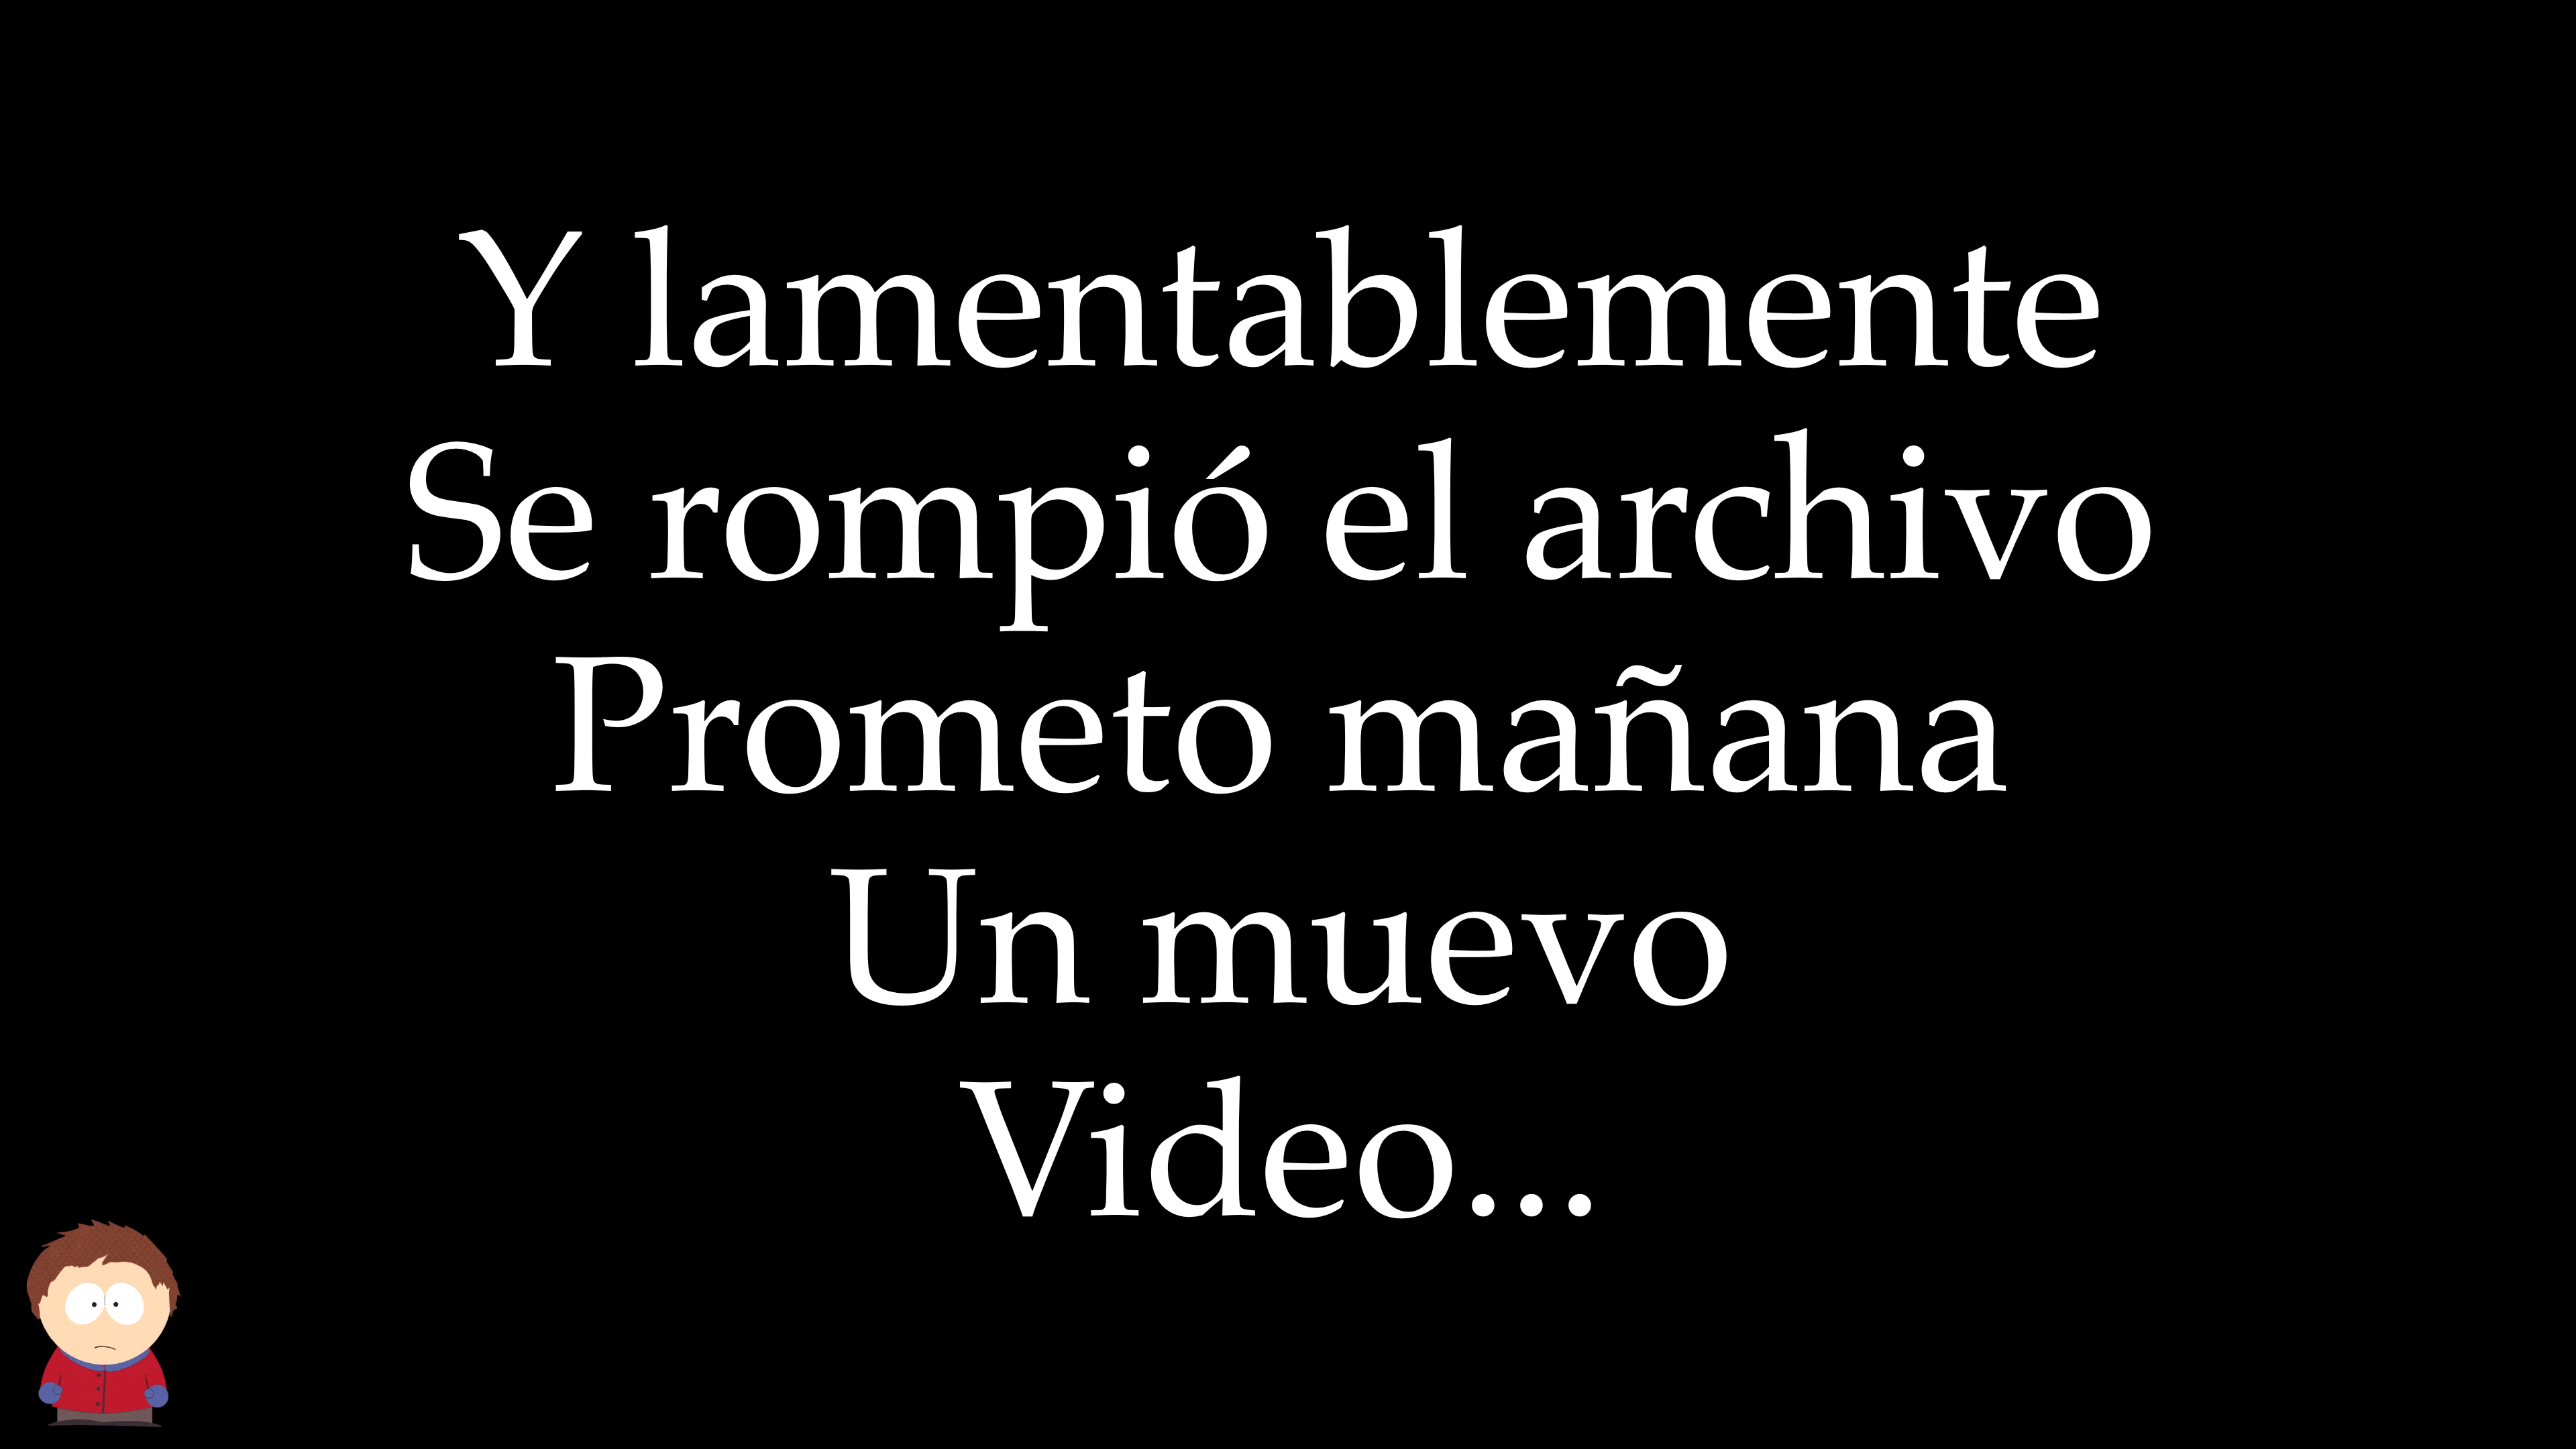 Y lamentablemente
Se rompió el archivo
Prometo mañana
Un muevo
Video...